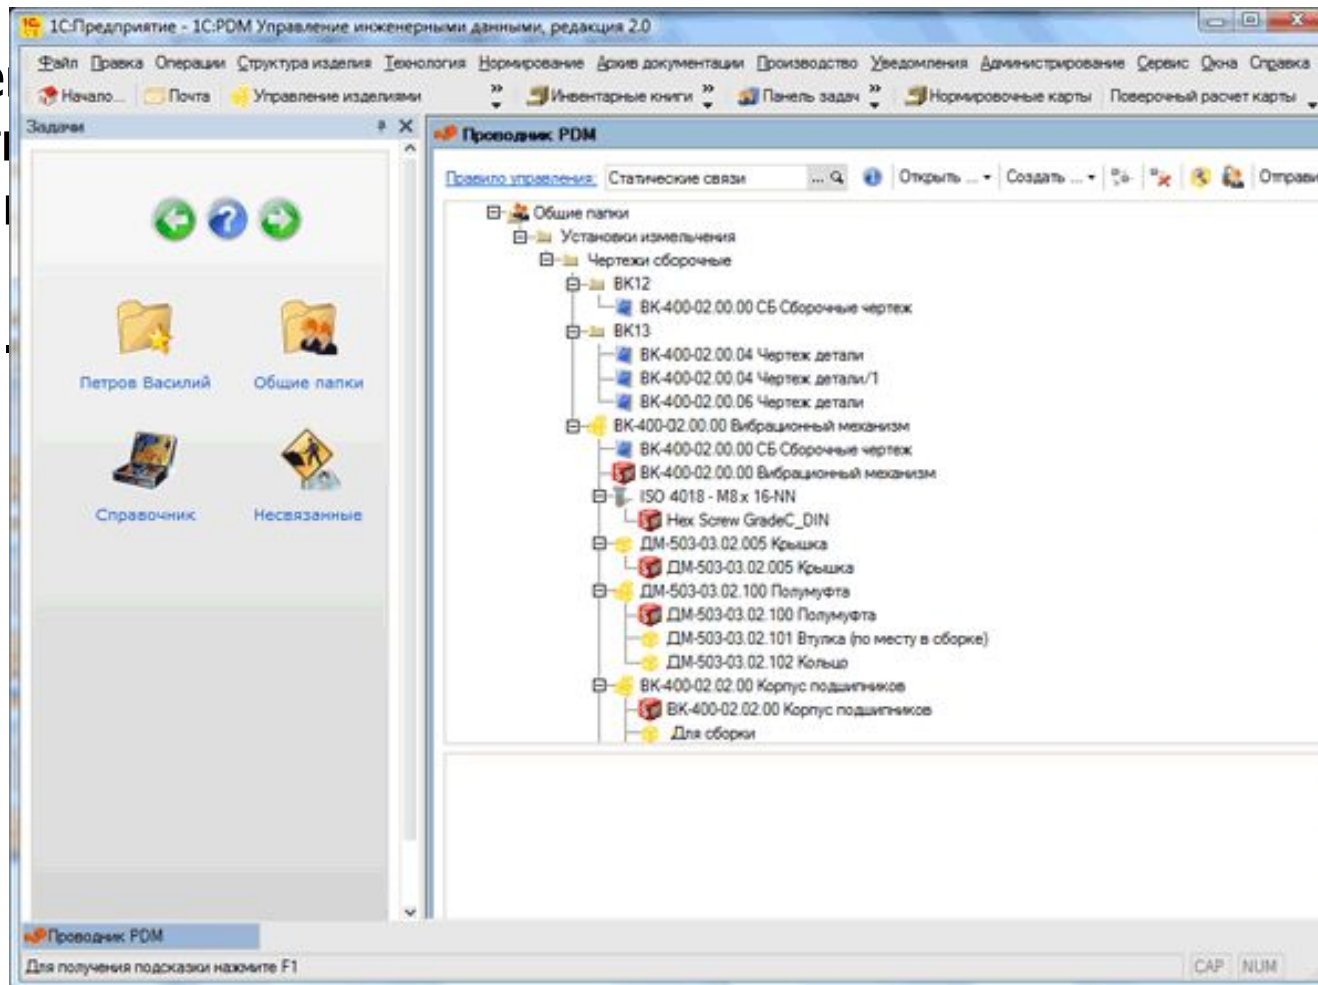 1С:Предприятие - 1С:PDM Управление инженерными данными, редакция 2.0
Файл Правка Операции Структура изделия Технология Нормирование Архив документации Производство Уведомления Администрирование Сервис Окна Справка
Начало... Почта Управление изделиями Инвентарные книги Панель задач Нормировочные карты Поверочный расчет карты
Задачи
Проводник PDM
Правило управления: Статические связи ... Открыть ... Создать ... Отправи
Общие папки
Установки измельчения
Чертежи сборочные
ВК12
ВК-400-02.00.00 СБ Сборочные чертеж
ВК13
ВК-400-02.00.04 Чертеж детали
ВК-400-02.00.04 Чертеж детали/1
ВК-400-02.00.06 Чертеж детали
ВК-400-02.00.00 Вибрационный механизм
ВК-400-02.00.00 СБ Сборочные чертеж
ВК-400-02.00.00 Вибрационный механизм
ISO 4018 - M8 x 16-NN
Hex Screw GradeC_DIN
ДМ-503-03.02.005 Крышка
ДМ-503-03.02.005 Крышка
ДМ-503-03.02.100 Полумуфта
ДМ-503-03.02.100 Полумуфта
ДМ-503-03.02.101 Втулка (по месту в сборке)
ДМ-503-03.02.102 Кольцо
ВК-400-02.02.00 Корпус подшипников
ВК-400-02.02.00 Корпус подшипников
Для сборки
Петров Василий Общие папки
Справочник Несвязанные
Проводник PDM
Для получения подсказки нажмите F1
CAP NUM